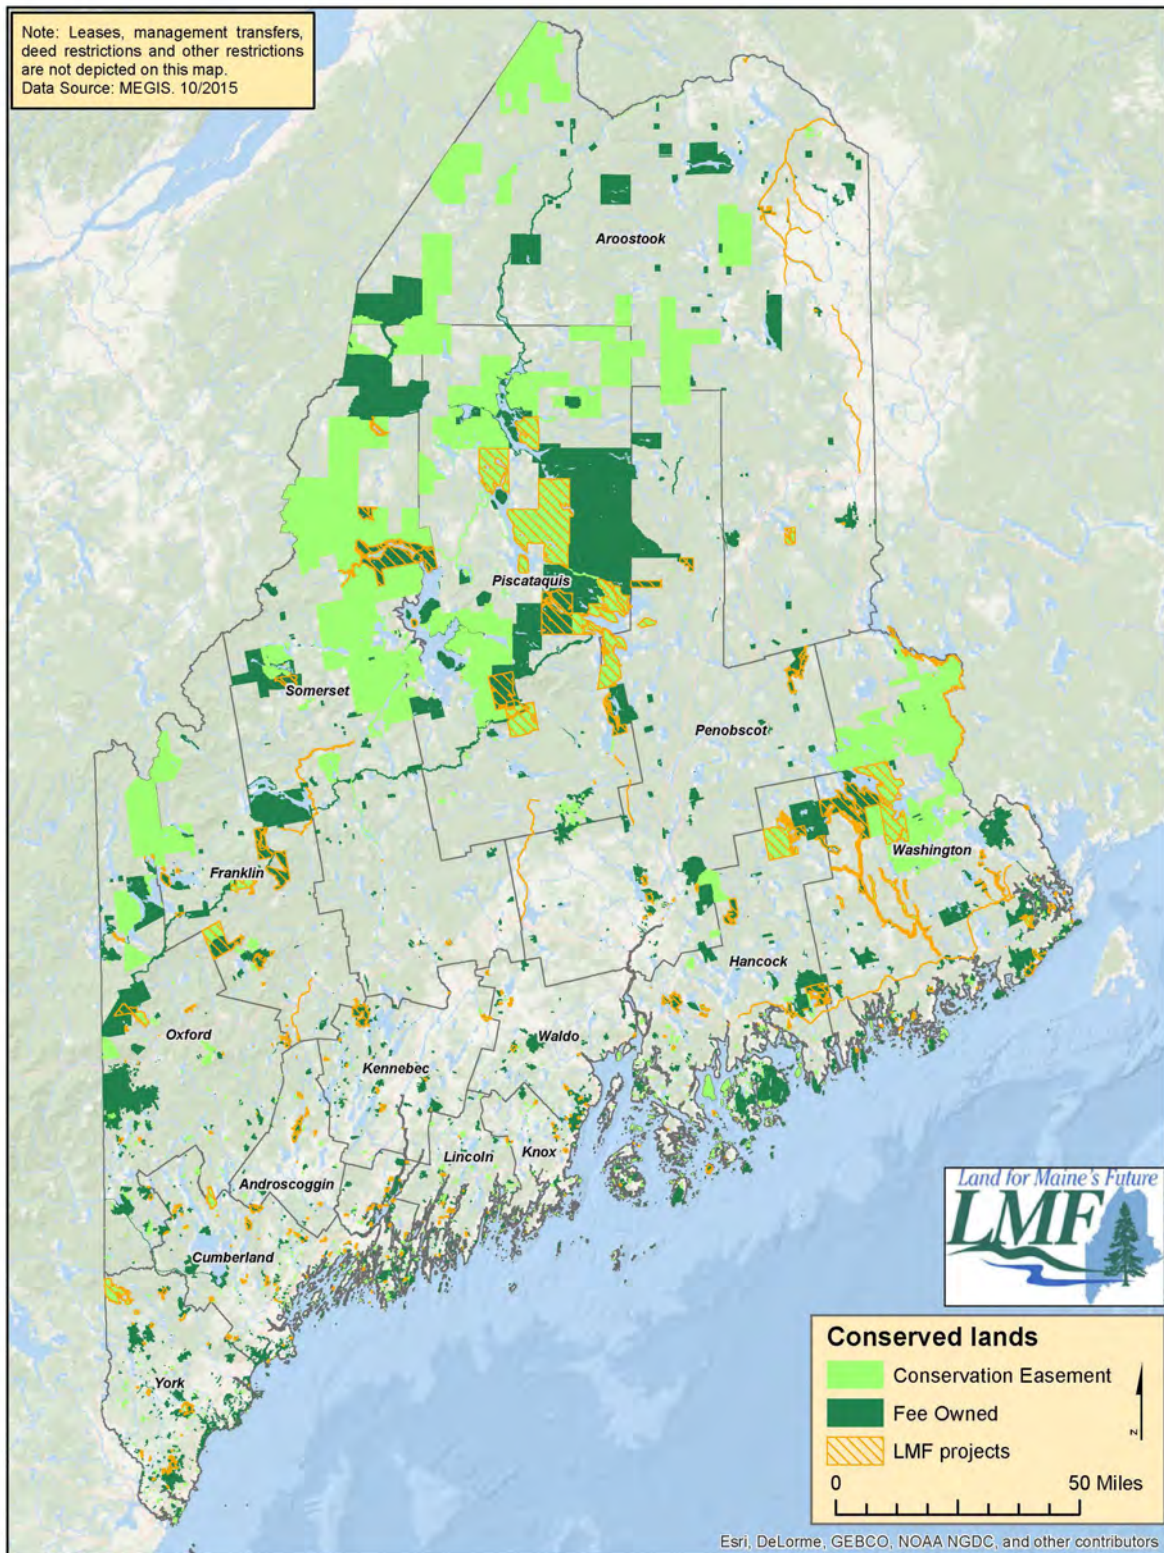 Note: Leases, management transfers,
deed restrictions and other restrictions
are not depicted on this map.
Data Source: MEGIS. 10/2015
Aroostook
Piscataquis
Somerset
Penobscot
Washington
Franklin
Hancock
Oxford
Waldo
Kennebec
Lincoln
Knox
Androscoggin
Cumberland
York
Land for Maine's Future
LMF
Conserved lands
Conservation Easement
Fee Owned
LMF projects
N
0 50 Miles
Esri, DeLorme, GEBCO, NOAA NGDC, and other contributors